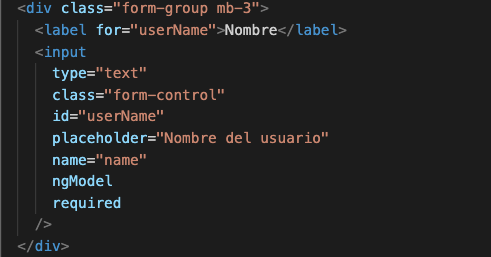 <div class="form-group mb-3">
<label for="userName">Nombre</label>
<input
type="text"
class="form-control"
id="userName"
placeholder="Nombre del usuario"
name="name"
ngModel
required
/>
</div>